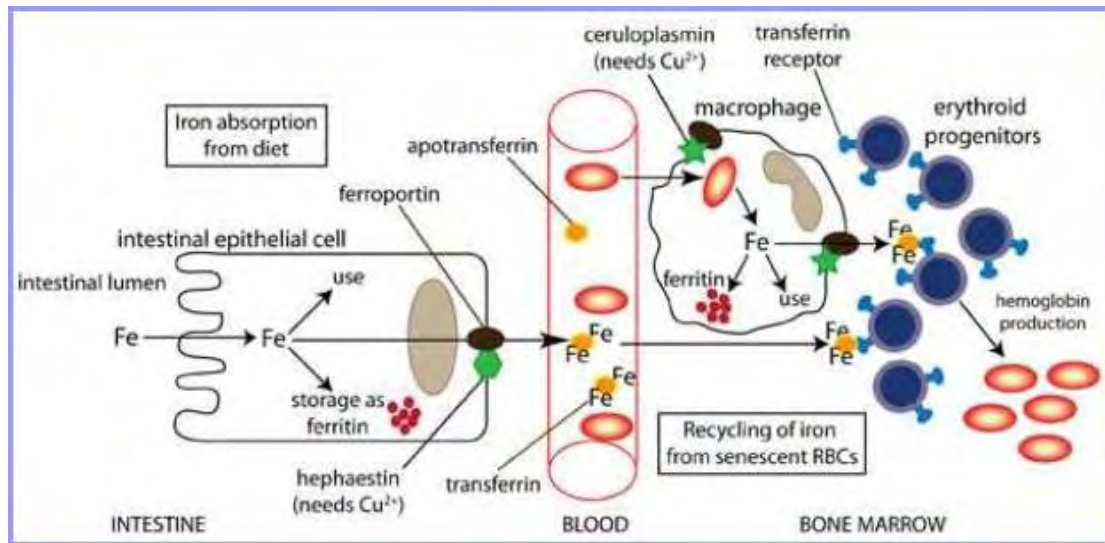 ceruloplasmin
(needs Cu²⁺)
transferrin
receptor
macrophage
erythroid
progenitors
Iron absorption
from diet
apotransferrin
ferroportin
intestinal epithelial cell
intestinal lumen
use
Fe
Fe
storage as
ferritin
hephaestin
(needs Cu²⁺)
Fe
Fe
Fe
Fe
transferrin
Fe
ferritin
use
Fe
Fe
Fe
Fe
hemoglobin
production
Recycling of iron
from senescent RBCs
INTESTINE
BLOOD
BONE MARROW